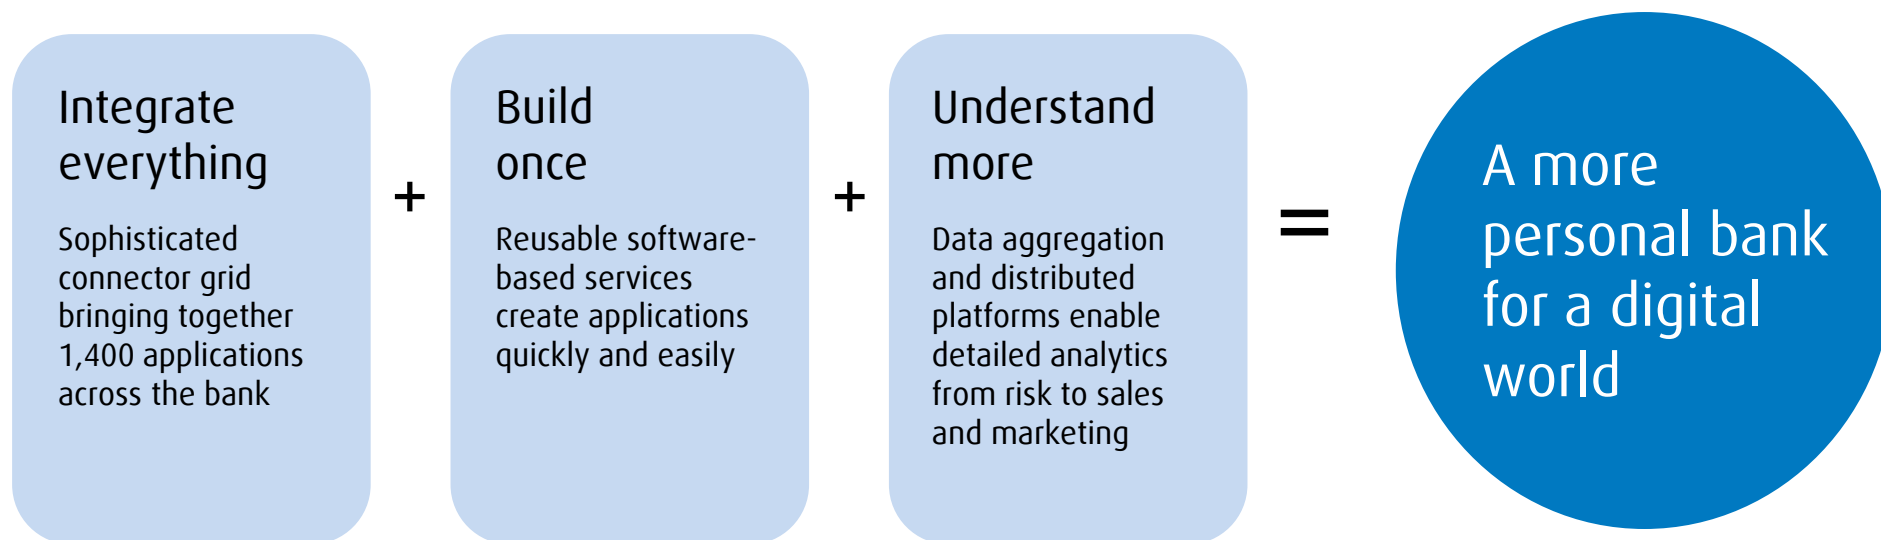 Integrate
everything
Sophisticated
connector grid
bringing together
1,400 applications
across the bank
+
Build
once
Reusable software-
based services
create applications
quickly and easily
+
Understand
more
Data aggregation
and distributed
platforms enable
detailed analytics
from risk to sales
and marketing
=
A more
personal bank
for a digital
world